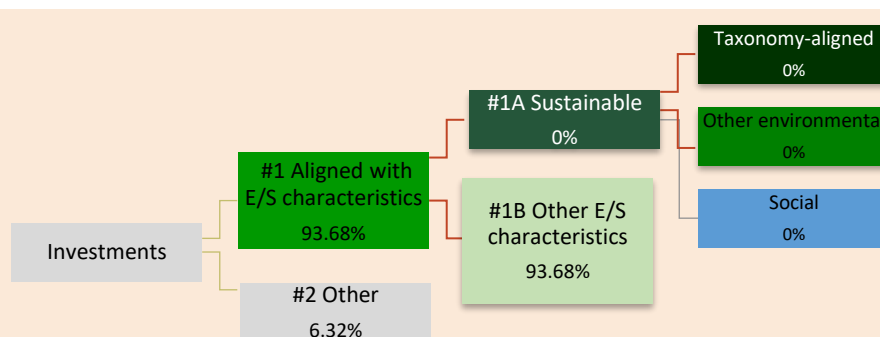 Taxonomy-aligned
0%
#1A Sustainable
0%
Other environmenta
0%
#1 Aligned with
E/S characteristics
93.68%
#1B Other E/S
characteristics
93.68%
Social
0%
Investments
#2 Other
6.32%